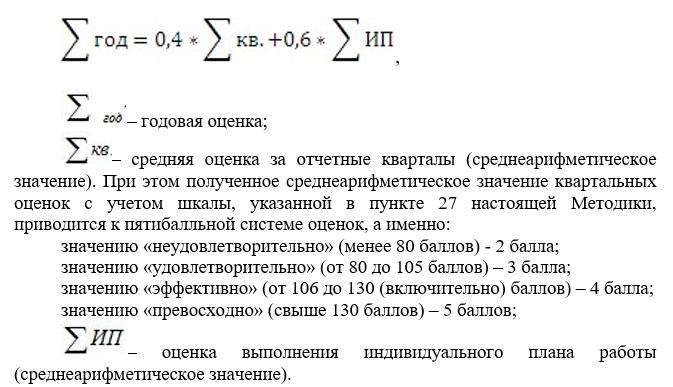 ∑ год = 0,4 * ∑ кв. +0,6 * ∑ ИП ,
∑ год – годовая оценка;
∑ кв. – средняя оценка за отчетные кварталы (среднеарифметическое
значение). При этом полученное среднеарифметическое значение квартальных
оценок с учетом шкалы, указанной в пункте 27 настоящей Методики,
приводится к пятибалльной системе оценок, а именно:
значению «неудовлетворительно» (менее 80 баллов) - 2 балла;
значению «удовлетворительно» (от 80 до 105 баллов) – 3 балла;
значению «эффективно» (от 106 до 130 (включительно) баллов) – 4 балла;
значению «превосходно» (свыше 130 баллов) – 5 баллов;
∑ ИП – оценка выполнения индивидуального плана работы
(среднеарифметическое значение).